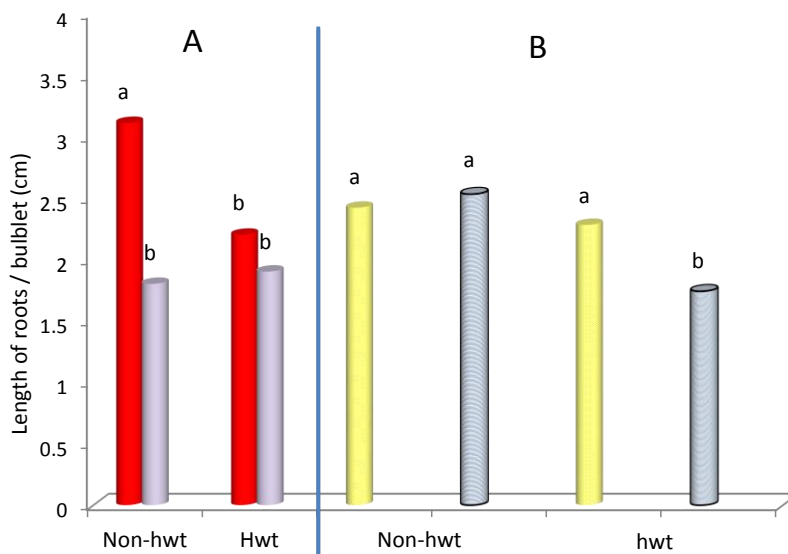 A
B
Length of roots / bulblet (cm)
4
3.5
3
2.5
2
1.5
1
0.5
0
a
b
b
b
a
a
a
b
Non-hwt
Hwt
Non-hwt
hwt